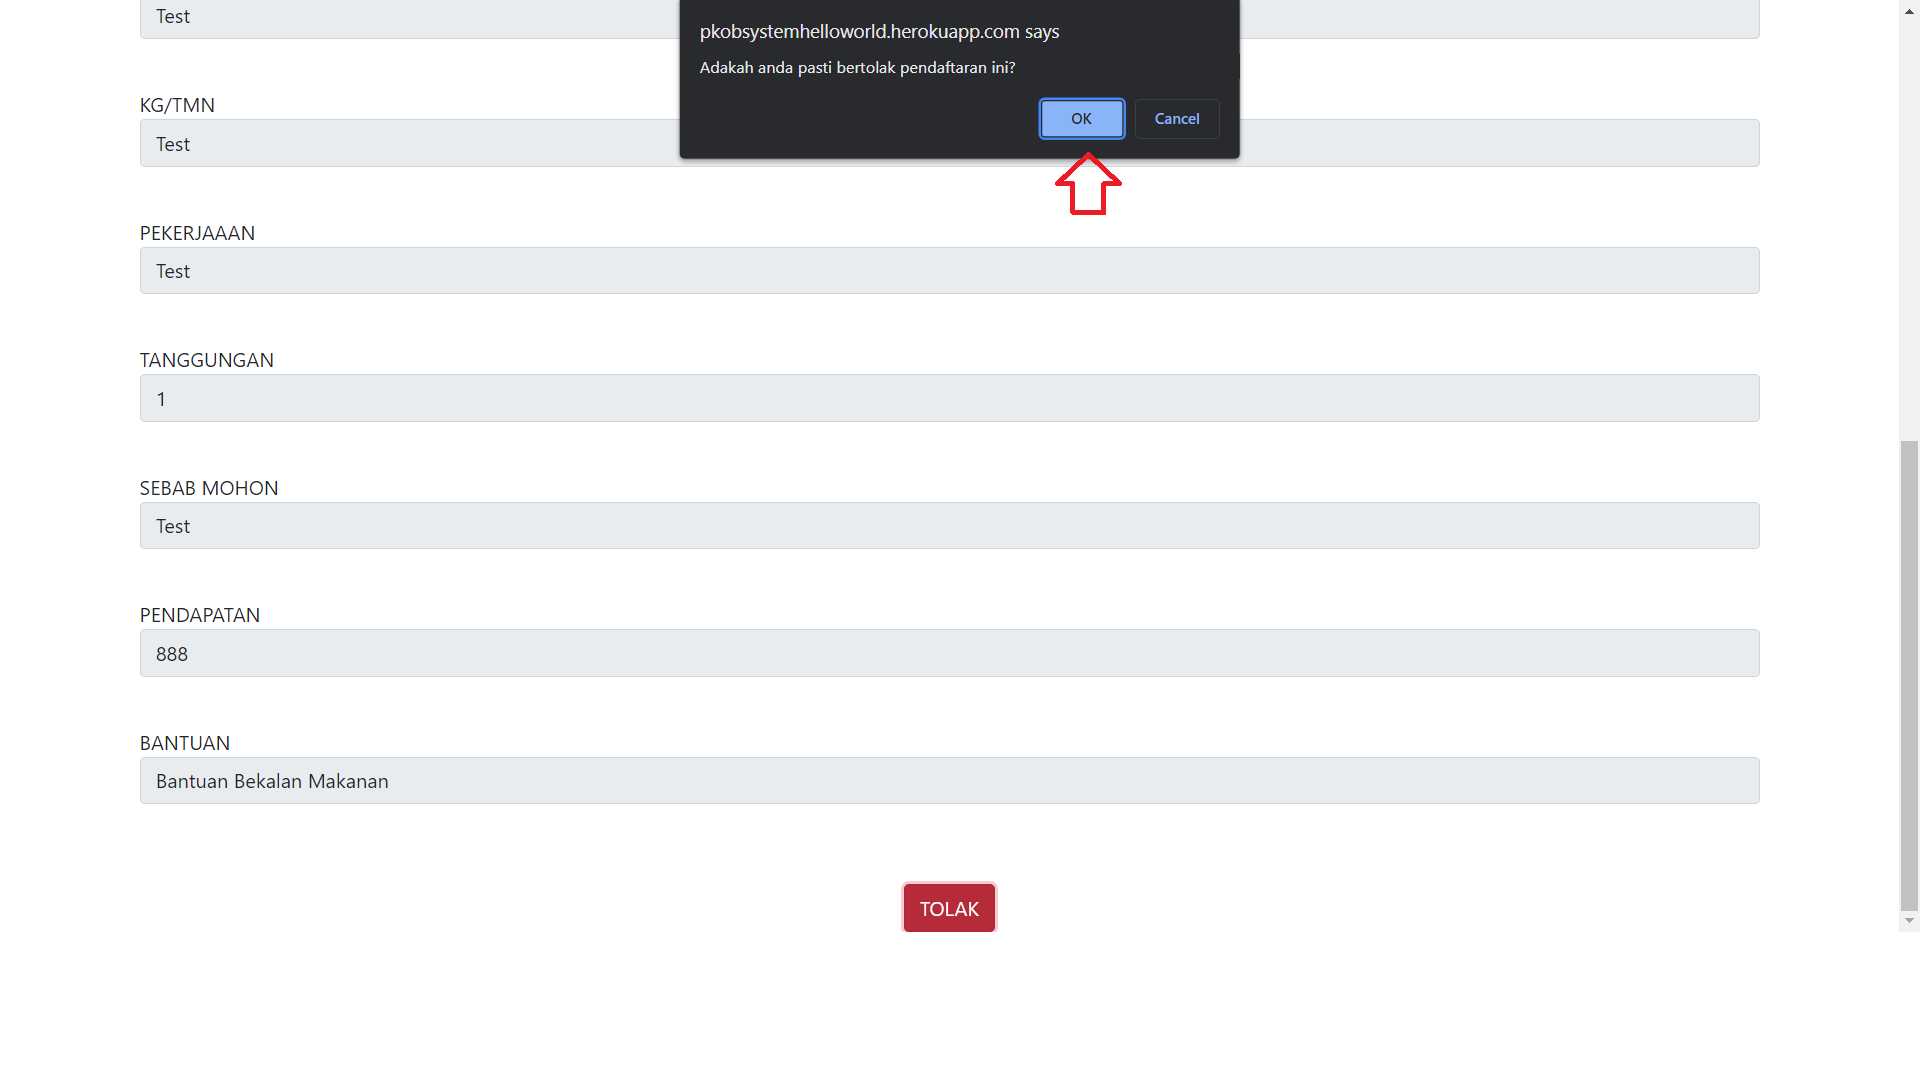 Test
pkobsystemhelloworld.herokuapp.com says
Adakah anda pasti bertolak pendaftaran ini?
OK
Cancel
KG/TMN
Test
PEKERJAAAN
Test
TANGGUNGAN
1
SEBAB MOHON
Test
PENDAPATAN
888
BANTUAN
Bantuan Bekalan Makanan
TOLAK